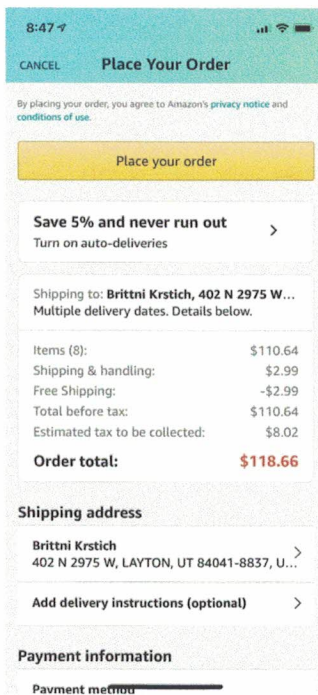 8:47
CANCEL Place Your Order
By placing your order, you agree to Amazon's privacy notice and
conditions of use.
Place your order
Save 5% and never run out
Turn on auto-deliveries
Shipping to: Brittni Krstich, 402 N 2975 W...
Multiple delivery dates. Details below.
Items (8): $110.64
Shipping & handling: $2.99
Free Shipping: -$2.99
Total before tax: $110.64
Estimated tax to be collected: $8.02
Order total: $118.66
Shipping address
Brittni Krstich
402 N 2975 W, LAYTON, UT 84041-8837, U...
Add delivery instructions (optional)
Payment information
Payment method